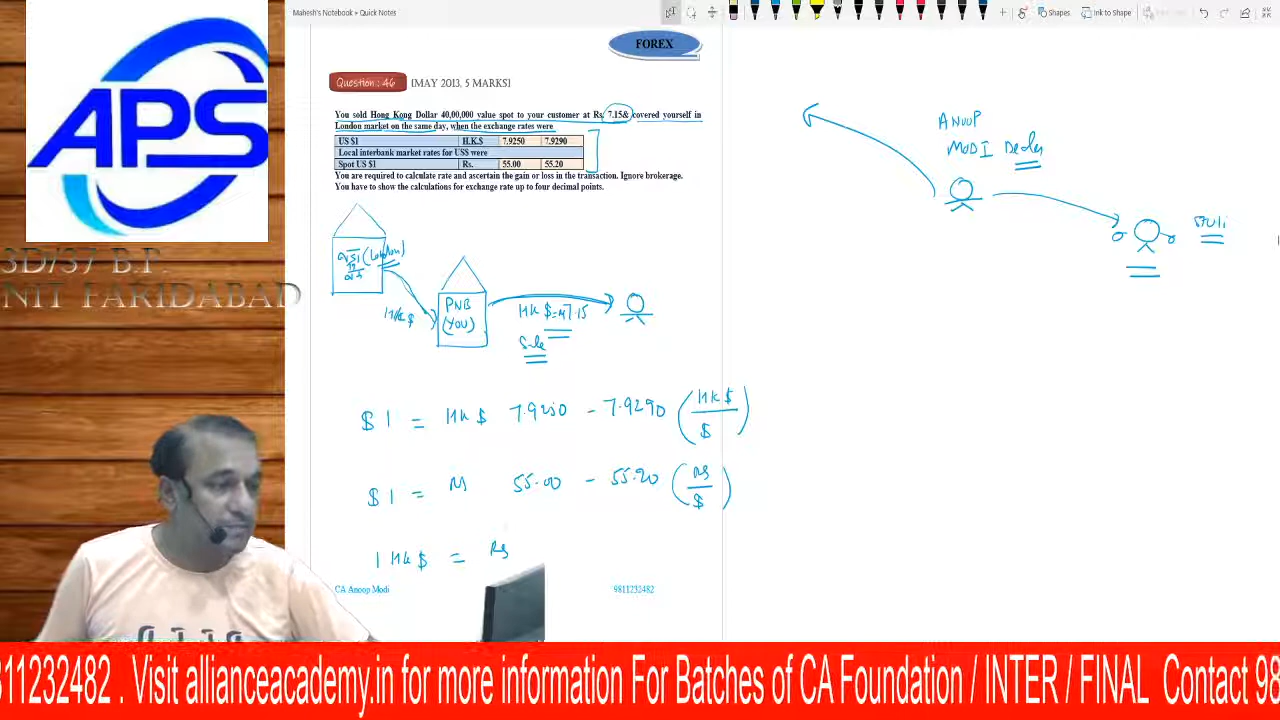 Mahesh's Notebook » Quick Notes
Shapes
Ink to Shape
APS
3D/37 B.P.
NIT FARIDABAD
FOREX
Question : 46 [MAY 2013, 5 MARKS]
You sold Hong Kong Dollar 40,00,000 value spot to your customer at Rs. 7.15& covered yourself in
London market on the same day, when the exchange rates were
US $1 H.K.$ 7.9250 7.9290
Local interbank market rates for US$ were
Spot US $1 Rs. 55.00 55.20
You are required to calculate rate and ascertain the gain or loss in the transaction. Ignore brokerage.
You have to show the calculations for exchange rate up to four decimal points.
ANOOP
MODI Dealer
(London)
HK $
PNB
(YOU)
HK $=₹7.15
Sale
$ 1 = HK $ 7.9250 - 7.9290 (HK $ / $)
$ 1 = Rs 55.00 - 55.20 (Rs / $)
1 HK $ = Rs
CA Anoop Modi 9811232482
811232482 . Visit allianceacademy.in for more information For Batches of CA Foundation / INTER / FINAL Contact 98